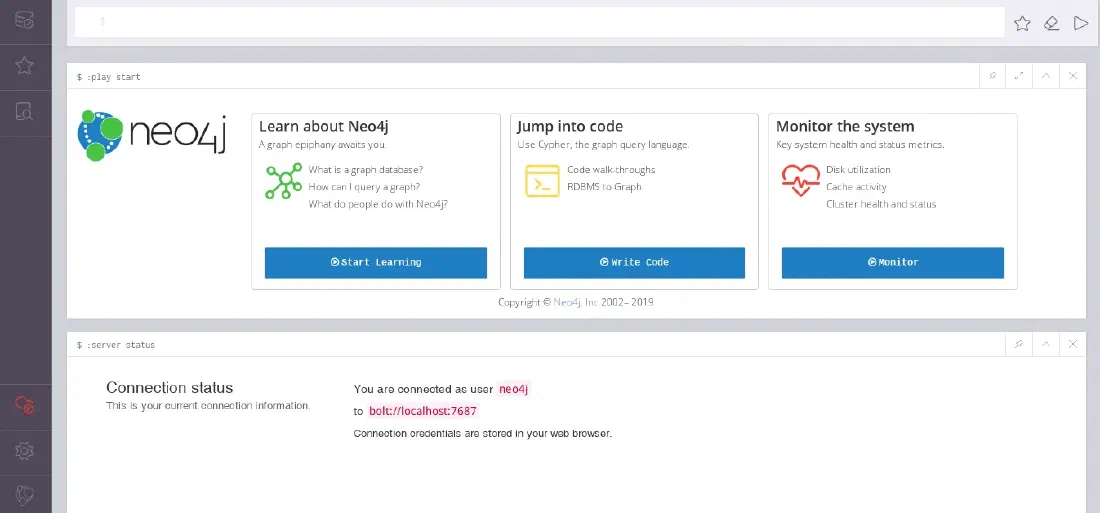 $
$ :play start
neo4j
Learn about Neo4j
A graph epiphany awaits you.
What is a graph database?
How can I query a graph?
What do people do with Neo4j?
Start Learning
Jump into code
Use Cypher, the graph query language.
Code walk-throughs
RDBMS to Graph
Write Code
Monitor the system
Key system health and status metrics.
Disk utilization
Cache activity
Cluster health and status
Monitor
Copyright © Neo4j, Inc 2002– 2019
$ :server status
Connection status
This is your current connection information.
You are connected as user neo4j
to bolt://localhost:7687
Connection credentials are stored in your web browser.